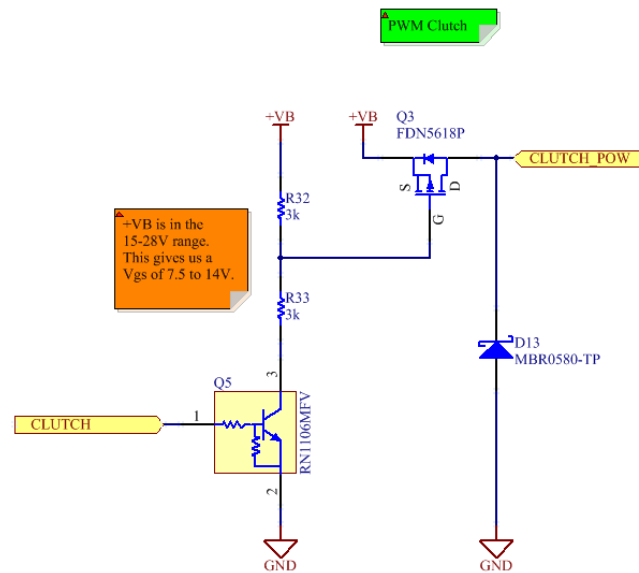 PWM Clutch
+VB
+VB
Q3
FDN5618P
CLUTCH_POW
S
D
G
R32
3k
+VB is in the
15-28V range.
This gives us a
Vgs of 7.5 to 14V.
R33
3k
D13
MBR0580-TP
Q5
3
RN1106MFV
CLUTCH
1
2
GND
GND